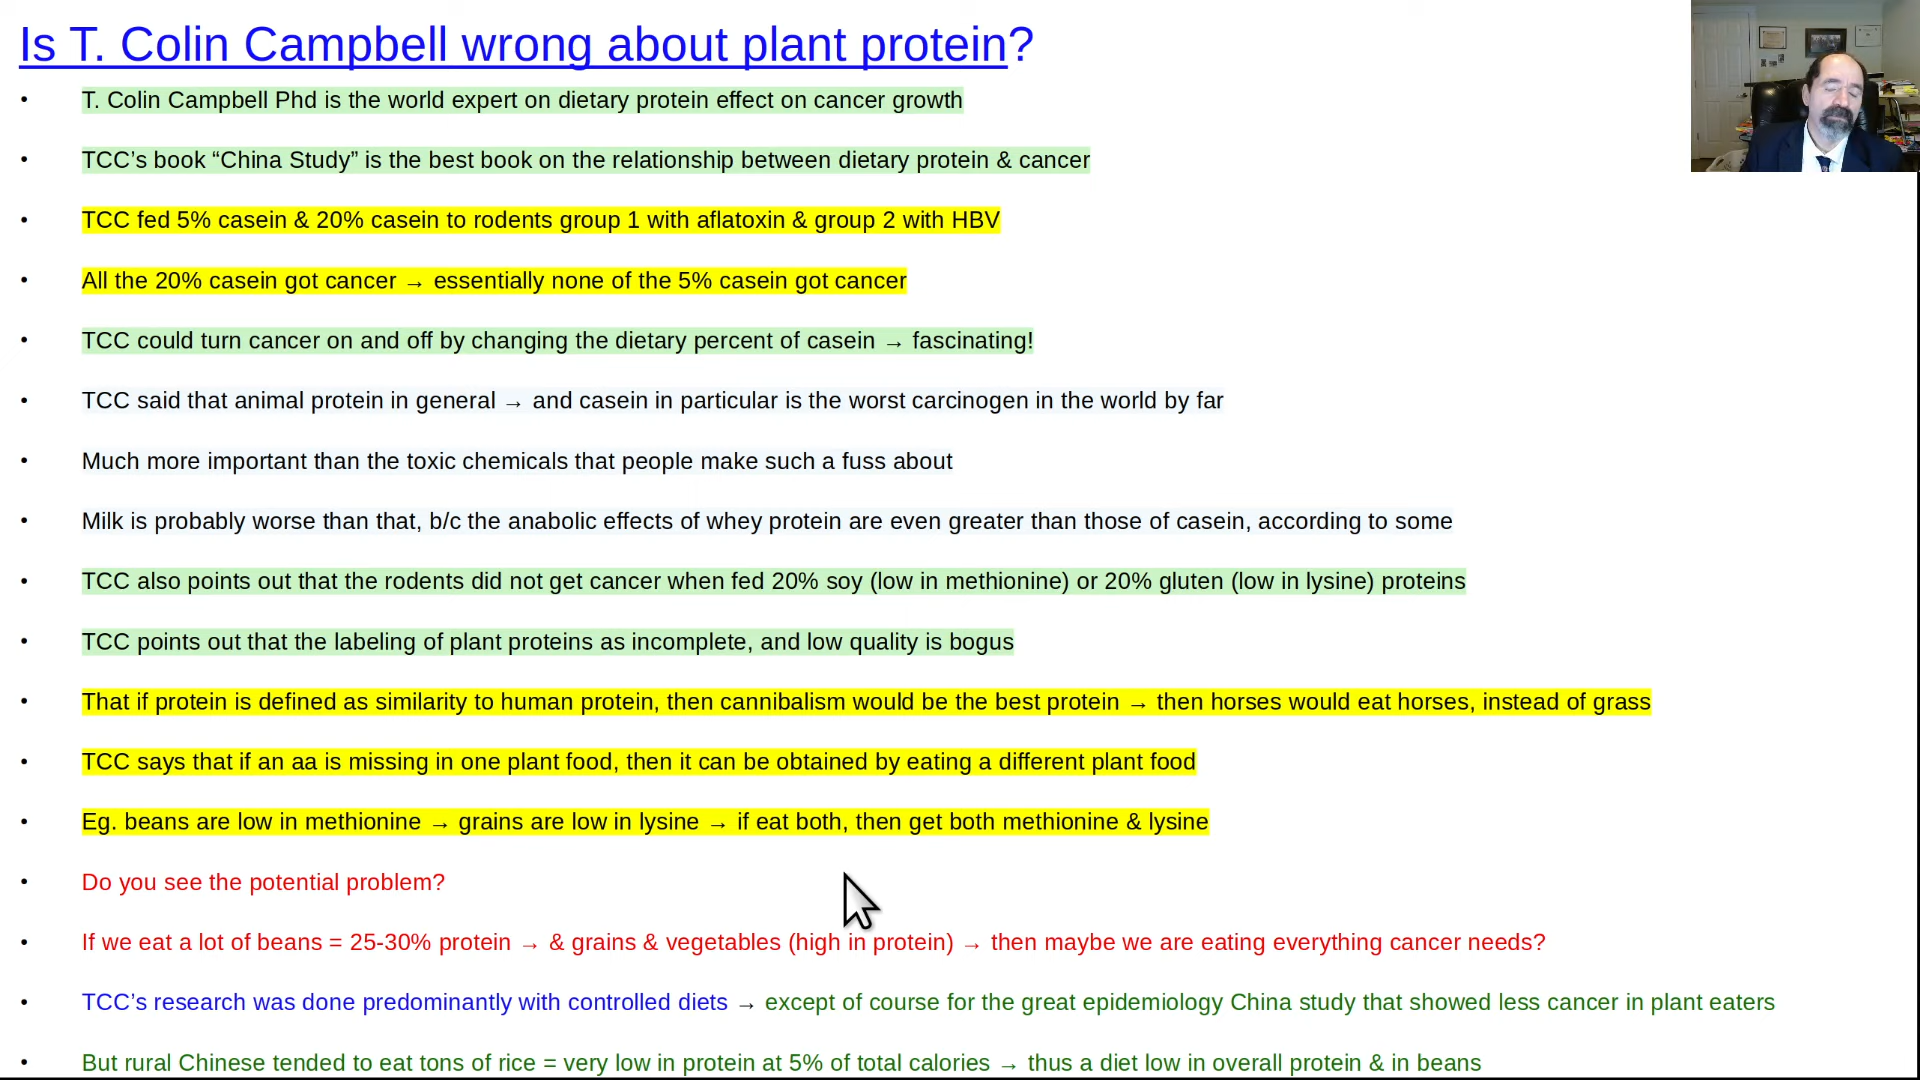 Is T. Colin Campbell wrong about plant protein?
• T. Colin Campbell Phd is the world expert on dietary protein effect on cancer growth
• TCC’s book “China Study” is the best book on the relationship between dietary protein & cancer
• TCC fed 5% casein & 20% casein to rodents group 1 with aflatoxin & group 2 with HBV
• All the 20% casein got cancer → essentially none of the 5% casein got cancer
• TCC could turn cancer on and off by changing the dietary percent of casein → fascinating!
• TCC said that animal protein in general → and casein in particular is the worst carcinogen in the world by far
• Much more important than the toxic chemicals that people make such a fuss about
• Milk is probably worse than that, b/c the anabolic effects of whey protein are even greater than those of casein, according to some
• TCC also points out that the rodents did not get cancer when fed 20% soy (low in methionine) or 20% gluten (low in lysine) proteins
• TCC points out that the labeling of plant proteins as incomplete, and low quality is bogus
• That if protein is defined as similarity to human protein, then cannibalism would be the best protein → then horses would eat horses, instead of grass
• TCC says that if an aa is missing in one plant food, then it can be obtained by eating a different plant food
• Eg. beans are low in methionine → grains are low in lysine → if eat both, then get both methionine & lysine
• Do you see the potential problem?
• If we eat a lot of beans = 25-30% protein → & grains & vegetables (high in protein) → then maybe we are eating everything cancer needs?
• TCC’s research was done predominantly with controlled diets → except of course for the great epidemiology China study that showed less cancer in plant eaters
• But rural Chinese tended to eat tons of rice = very low in protein at 5% of total calories → thus a diet low in overall protein & in beans